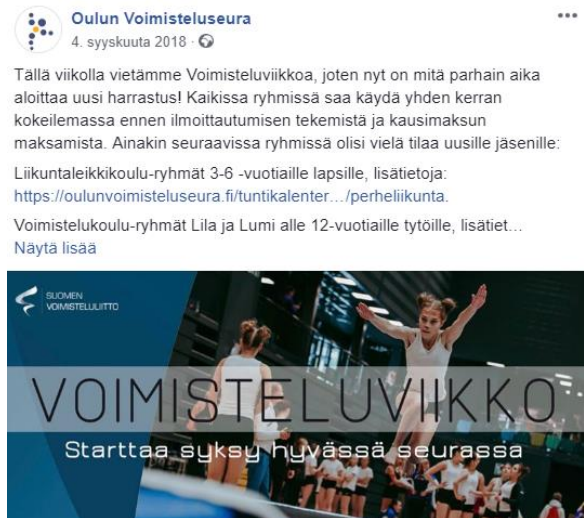 Oulun Voimisteluseura
4. syyskuuta 2018 ·
Tällä viikolla vietämme Voimisteluviikkoa, joten nyt on mitä parhain aika
aloittaa uusi harrastus! Kaikissa ryhmissä saa käydä yhden kerran
kokeilemassa ennen ilmoittautumisen tekemistä ja kausimaksun
maksamista. Ainakin seuraavissa ryhmissä olisi vielä tilaa uusille jäsenille:
Liikuntaleikkikoulu-ryhmät 3-6 -vuotiaille lapsille, lisätietoja:
https://oulunvoimisteluseura.fi/tuntikalenter…/perheliikunta.
Voimistelukoulu-ryhmät Lila ja Lumi alle 12-vuotiaille tytöille, lisätiet…
Näytä lisää
SUOMEN
VOIMISTELULIITTO
VOIMISTELUVIIKKO
Starttaa syksy hyvässä seurassa